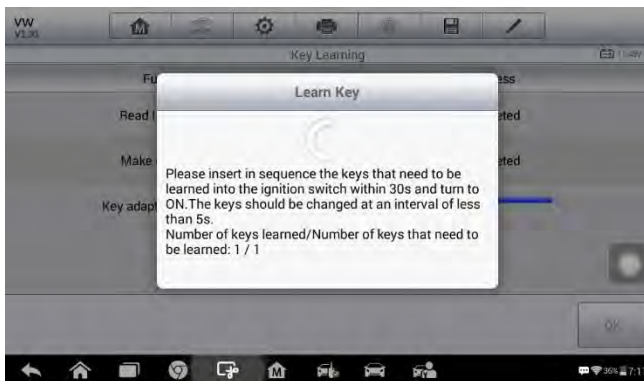 VW
V1.30
Key Learning
Learn Key
Read
Make
Key adap
Please insert in sequence the keys that need to be
learned into the ignition switch within 30s and turn to
ON.The keys should be changed at an interval of less
than 5s.
Number of keys learned/Number of keys that need to
be learned: 1 / 1
OK
36%